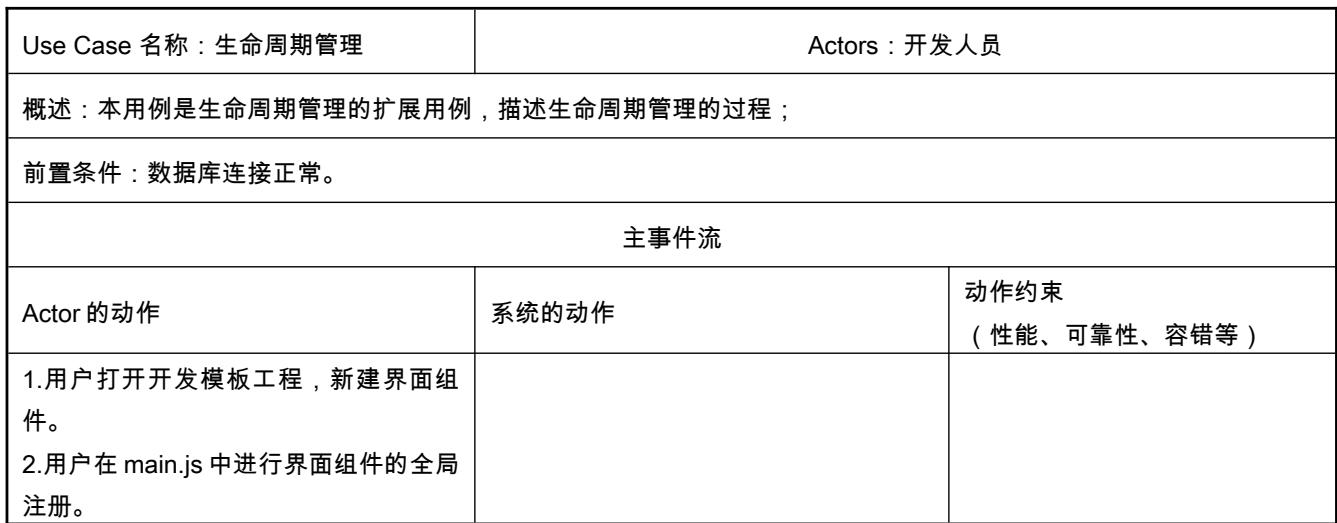 Use Case 名称：生命周期管理 Actors：开发人员
概述：本用例是生命周期管理的扩展用例，描述生命周期管理的过程；
前置条件：数据库连接正常。
主事件流
Actor 的动作 系统的动作 动作约束
（性能、可靠性、容错等）
1.用户打开开发模板工程，新建界面组
件。
2.用户在 main.js 中进行界面组件的全局
注册。